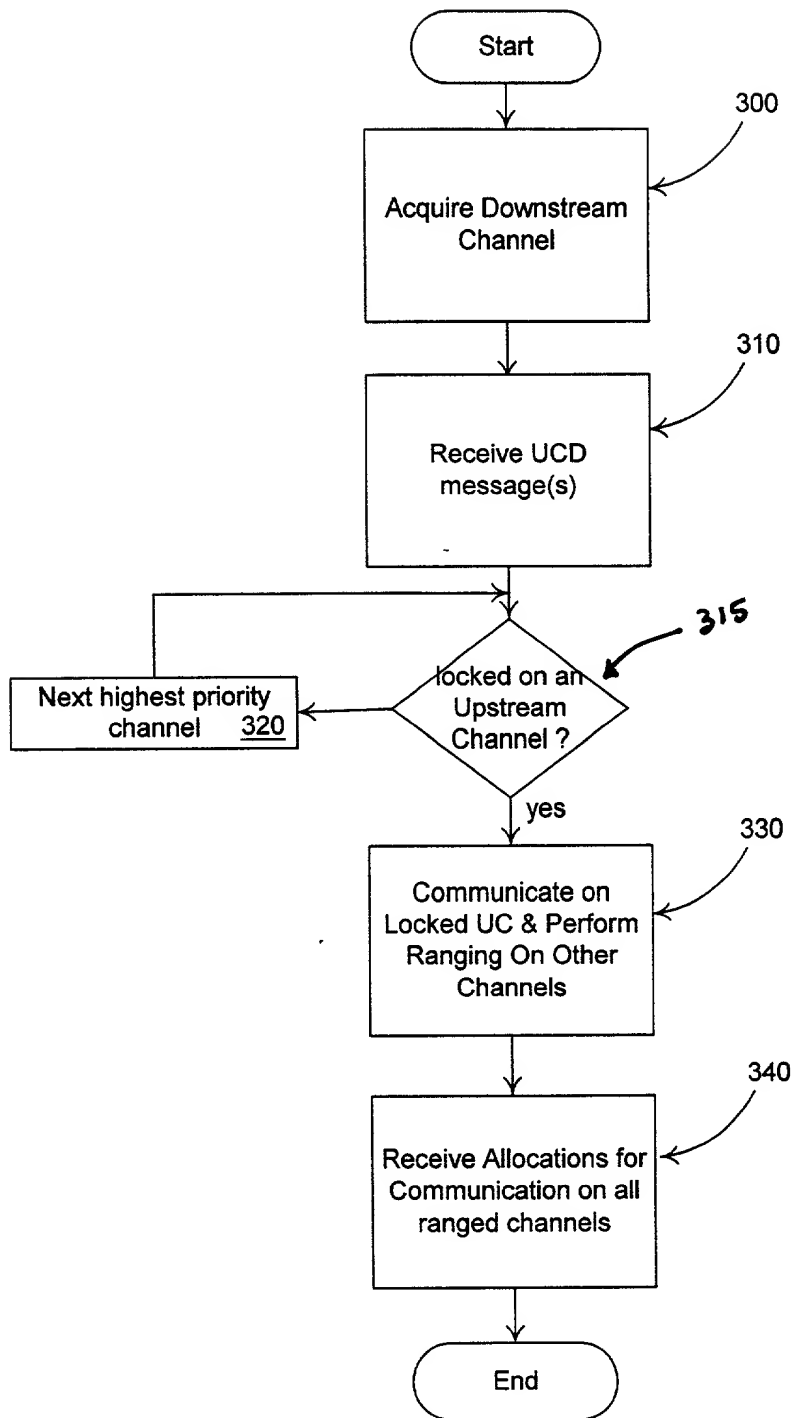 Start
300
Acquire Downstream
Channel
310
Receive UCD
message(s)
315
locked on an
Upstream
Channel ?
Next highest priority
channel 320
yes
330
Communicate on
Locked UC & Perform
Ranging On Other
Channels
340
Receive Allocations for
Communication on all
ranged channels
End